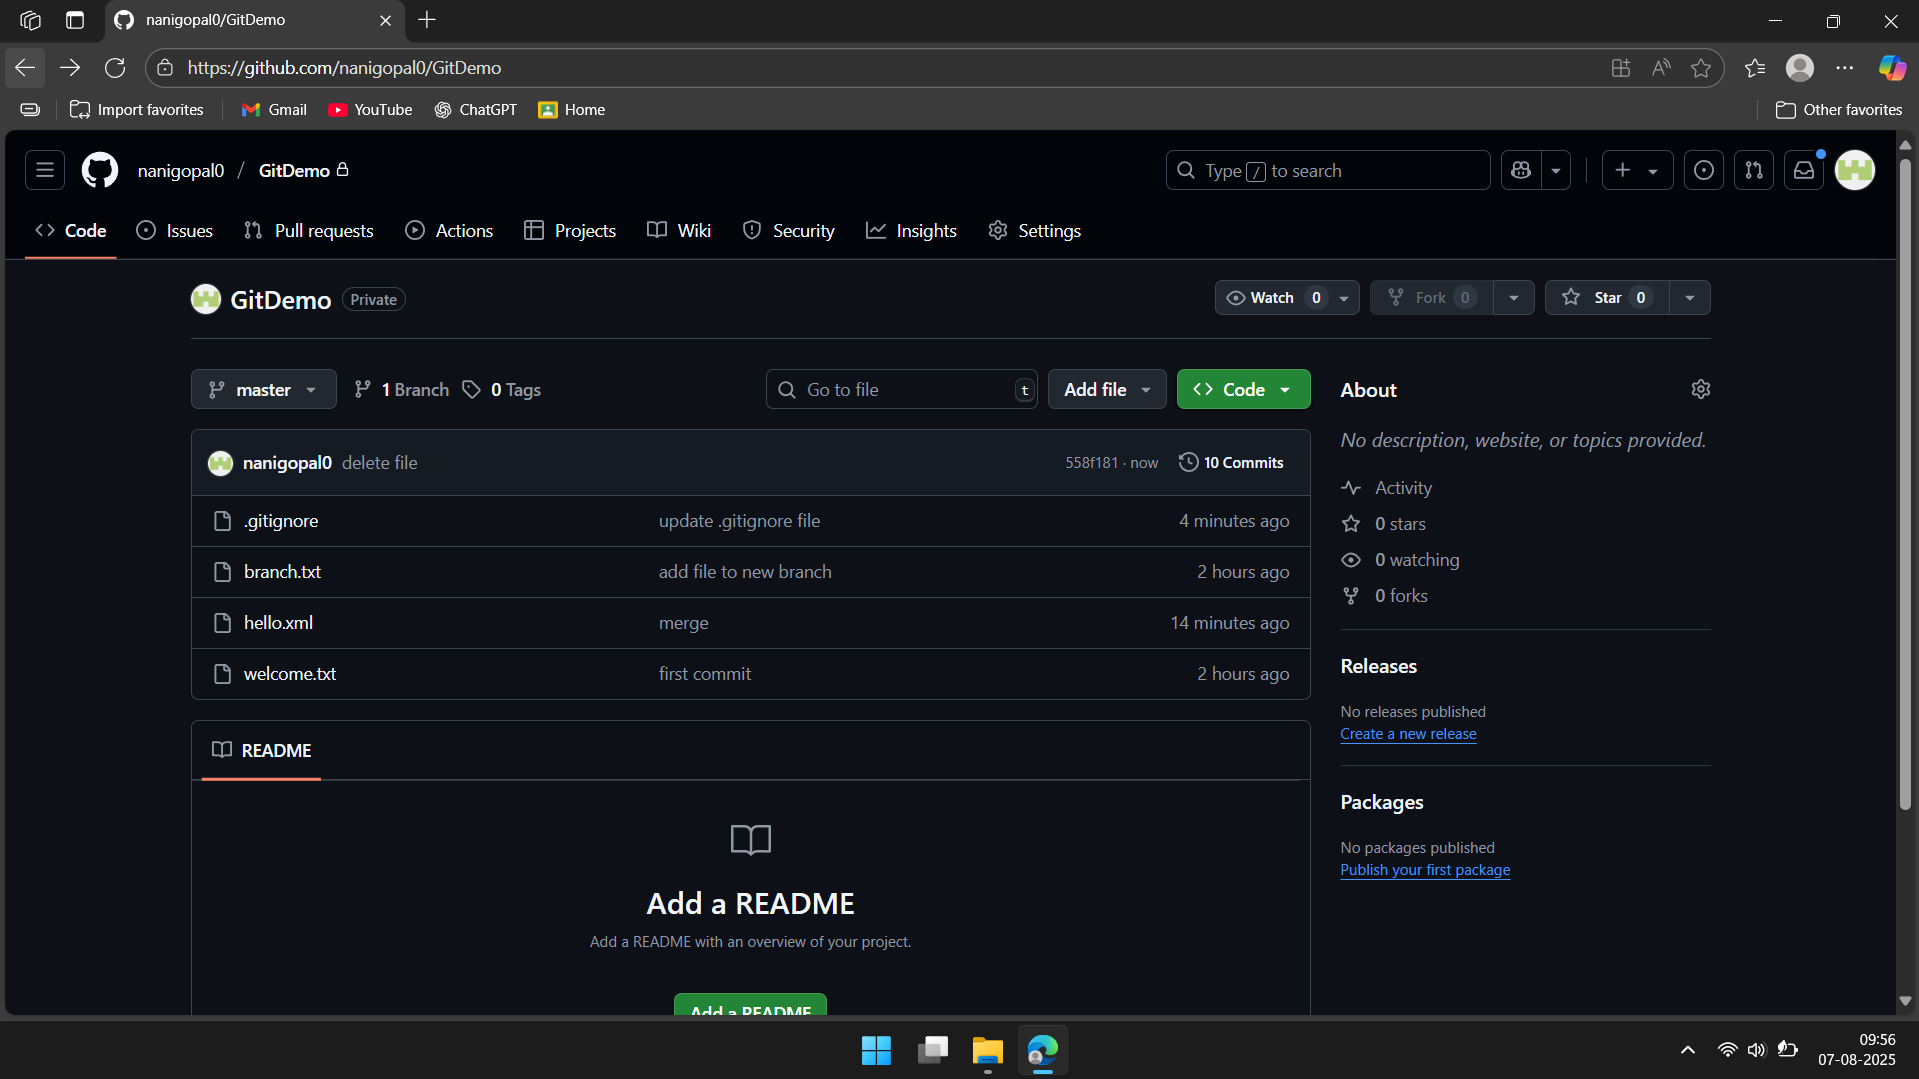 nanigopal0/GitDemo
https://github.com/nanigopal0/GitDemo
Import favorites
Gmail
YouTube
ChatGPT
Home
Other favorites
nanigopal0 / GitDemo
Type / to search
Code
Issues
Pull requests
Actions
Projects
Wiki
Security
Insights
Settings
GitDemo
Private
Watch 0
Fork 0
Star 0
master
1 Branch
0 Tags
Go to file
t
Add file
Code
nanigopal0 delete file
558f181 · now
10 Commits
.gitignore
update .gitignore file
4 minutes ago
branch.txt
add file to new branch
2 hours ago
hello.xml
merge
14 minutes ago
welcome.txt
first commit
2 hours ago
README
Add a README
Add a README with an overview of your project.
Add a README
About
No description, website, or topics provided.
Activity
0 stars
0 watching
0 forks
Releases
No releases published
Create a new release
Packages
No packages published
Publish your first package
09:56
07-08-2025